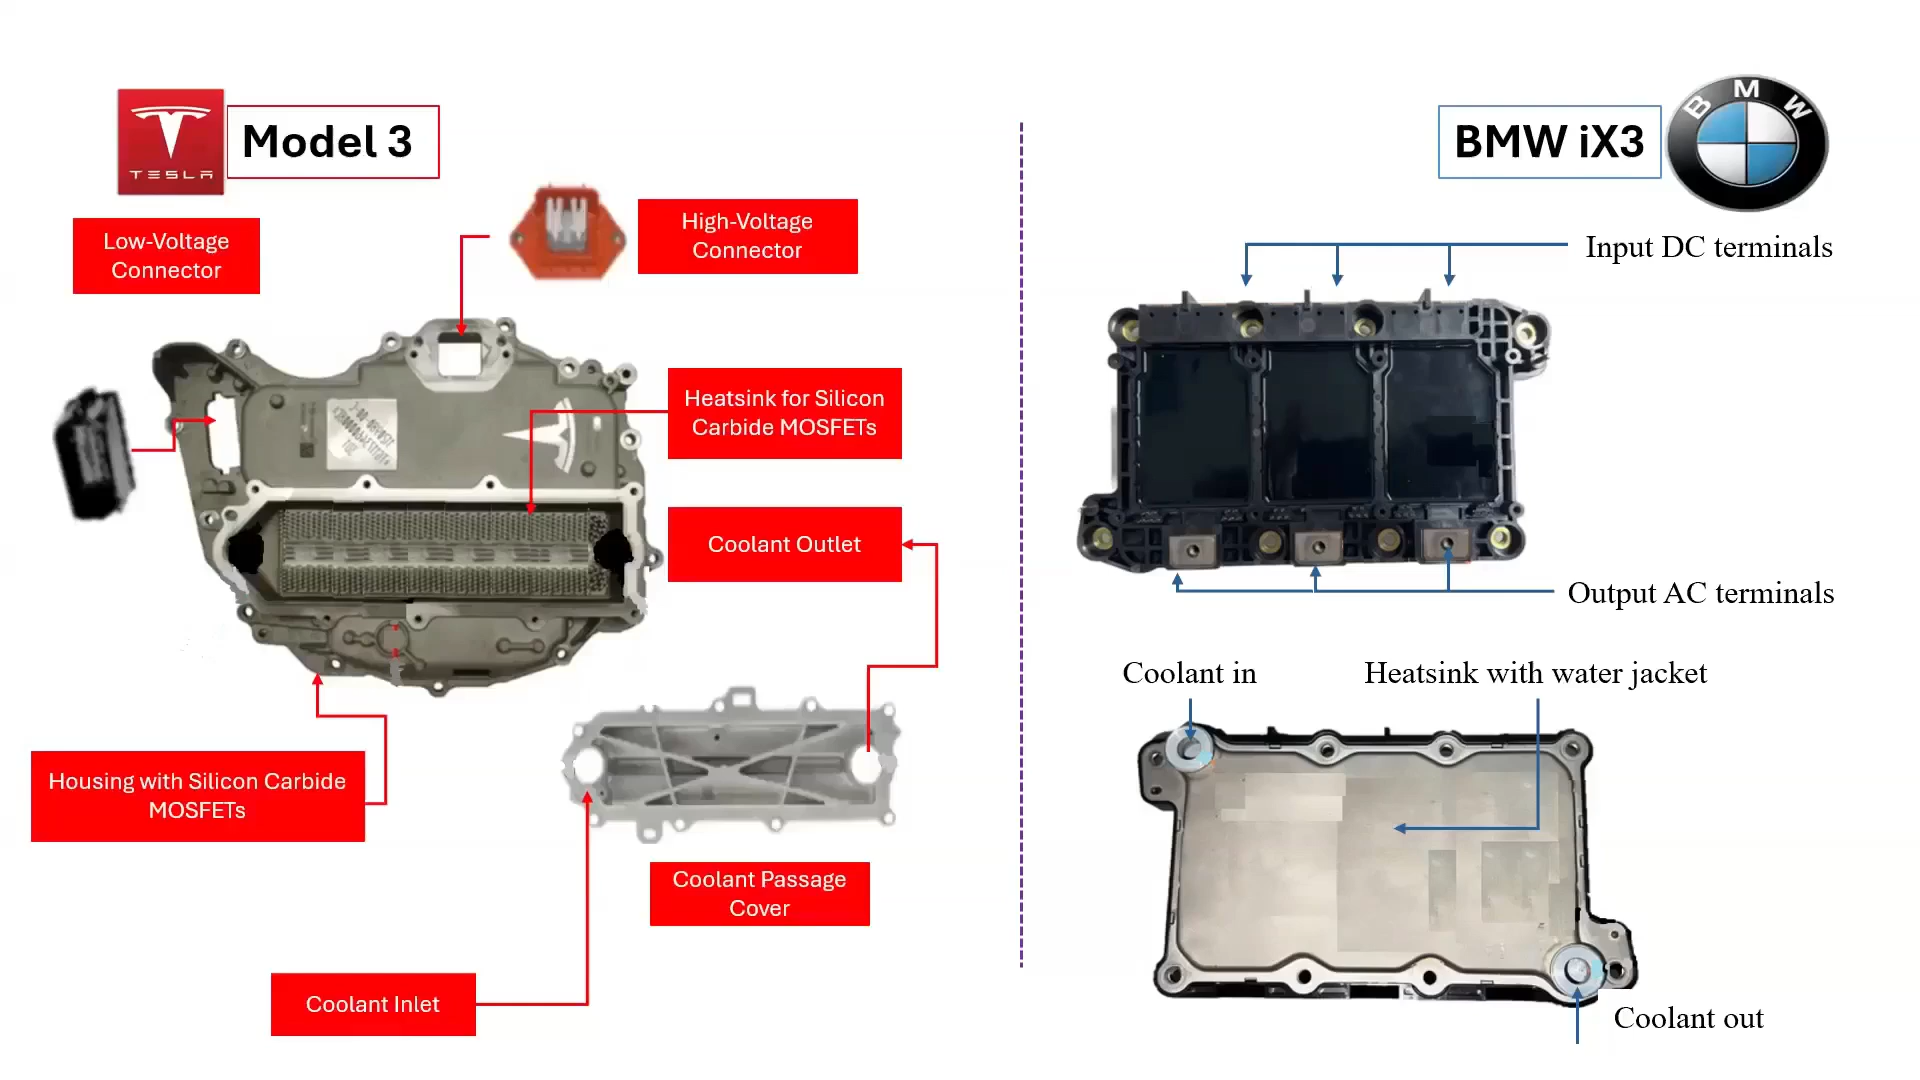 TESLA
Model 3
Low-Voltage
Connector
High-Voltage
Connector
Heatsink for Silicon
Carbide MOSFETs
Coolant Outlet
Housing with Silicon Carbide
MOSFETs
Coolant Passage
Cover
Coolant Inlet
BMW iX3
BMW
Input DC terminals
Output AC terminals
Coolant in
Heatsink with water jacket
Coolant out